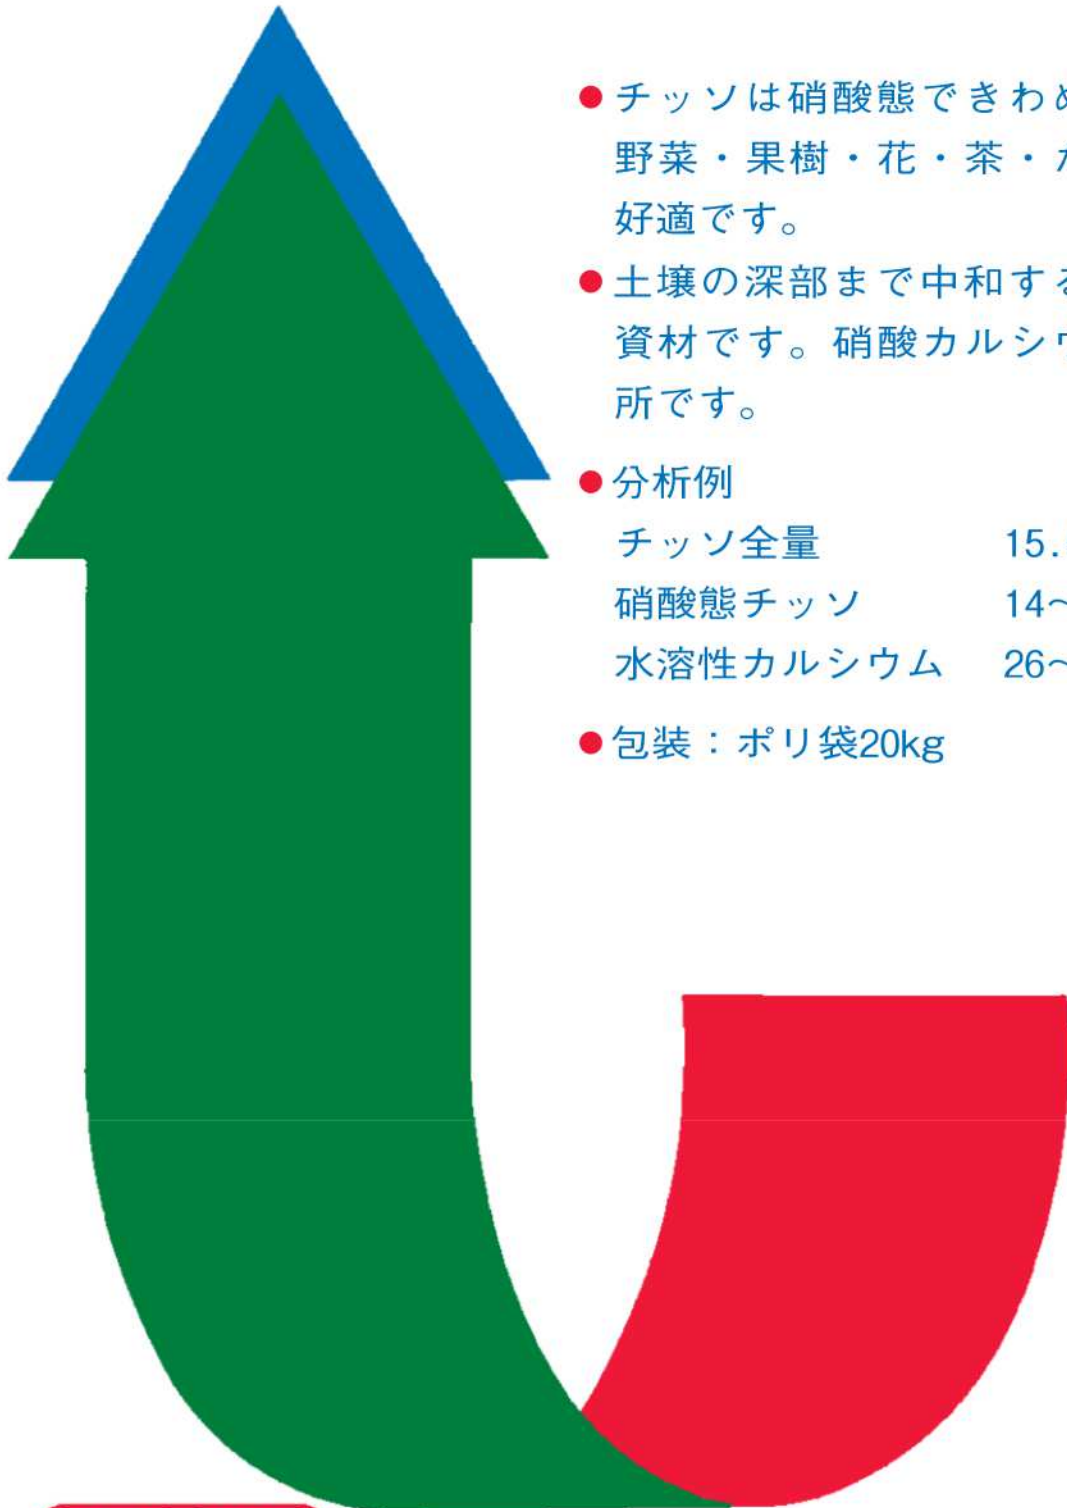 ●チッソは硝酸態できわ
野菜・果樹・花・茶・
好適です。
●土壌の深部まで中和す
資材です。硝酸カルシ
所です。
●分析例
チッソ全量 15.
硝酸態チッソ 14~
水溶性カルシウム 26~
●包装：ポリ袋20kg